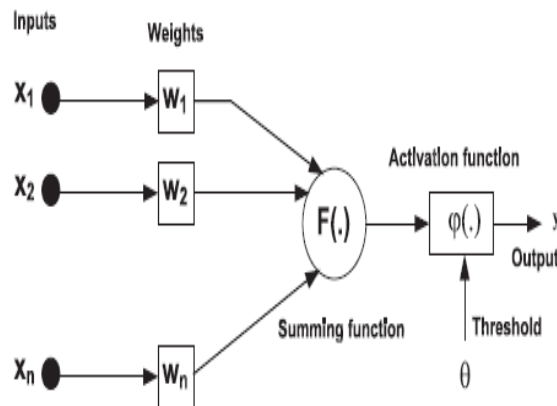 Inputs
Weights
X1
W1
X2
W2
Activation function
F(.)
φ(.)
y
Output
Summing function
Threshold
θ
Xn
Wn